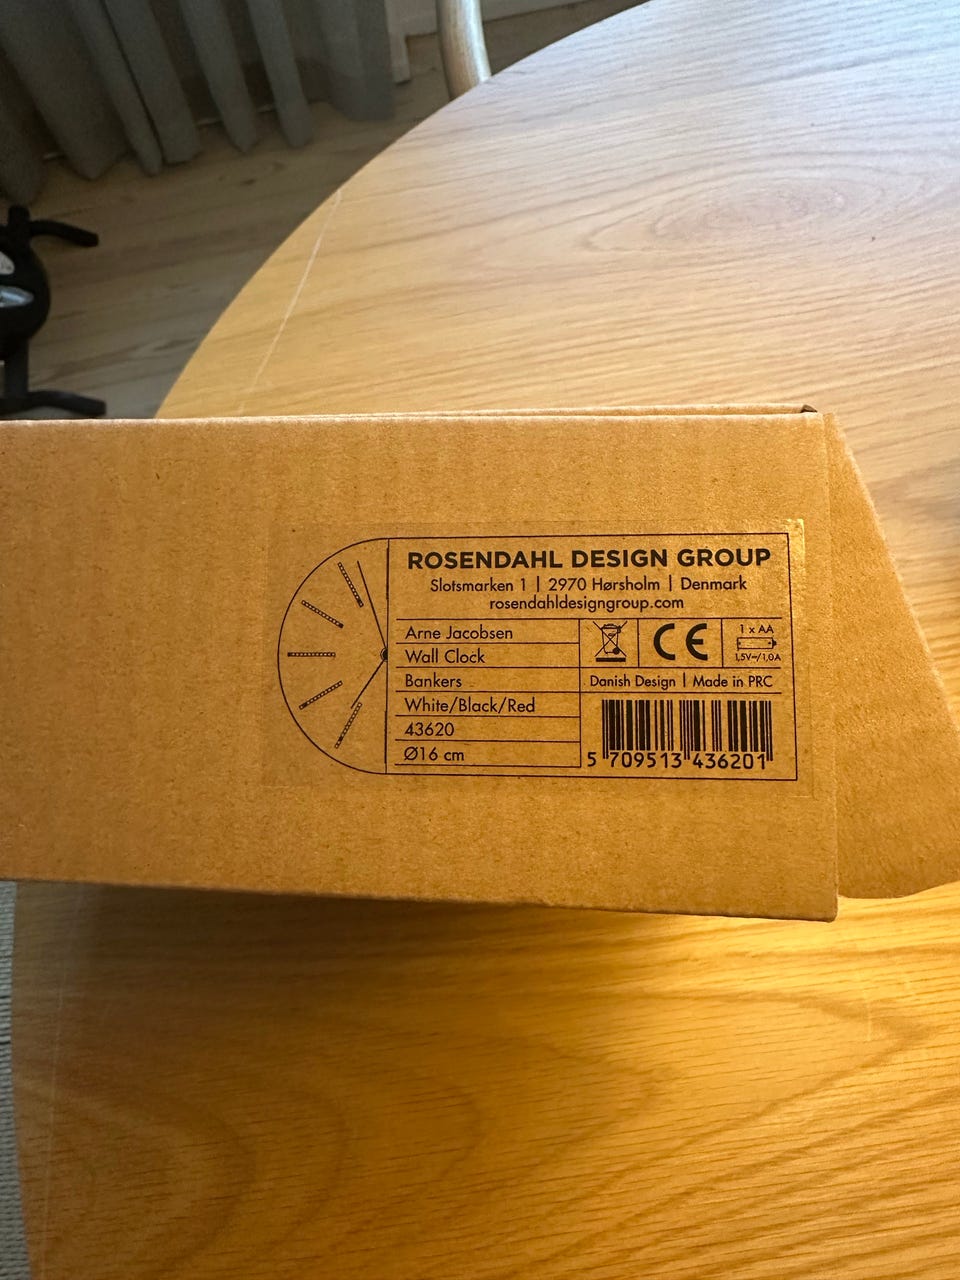 ROSENDAHL DESIGN GROUP
Slotsmarken 1 | 2970 Hørsholm | Denmark
rosendahldesigngroup.com
Arne Jacobsen
Wall Clock
Bankers
White/Black/Red
43620
Ø16 cm
CE
1 x AA
1,5V⎓/1,0A
Danish Design | Made in PRC
5 709513 436201